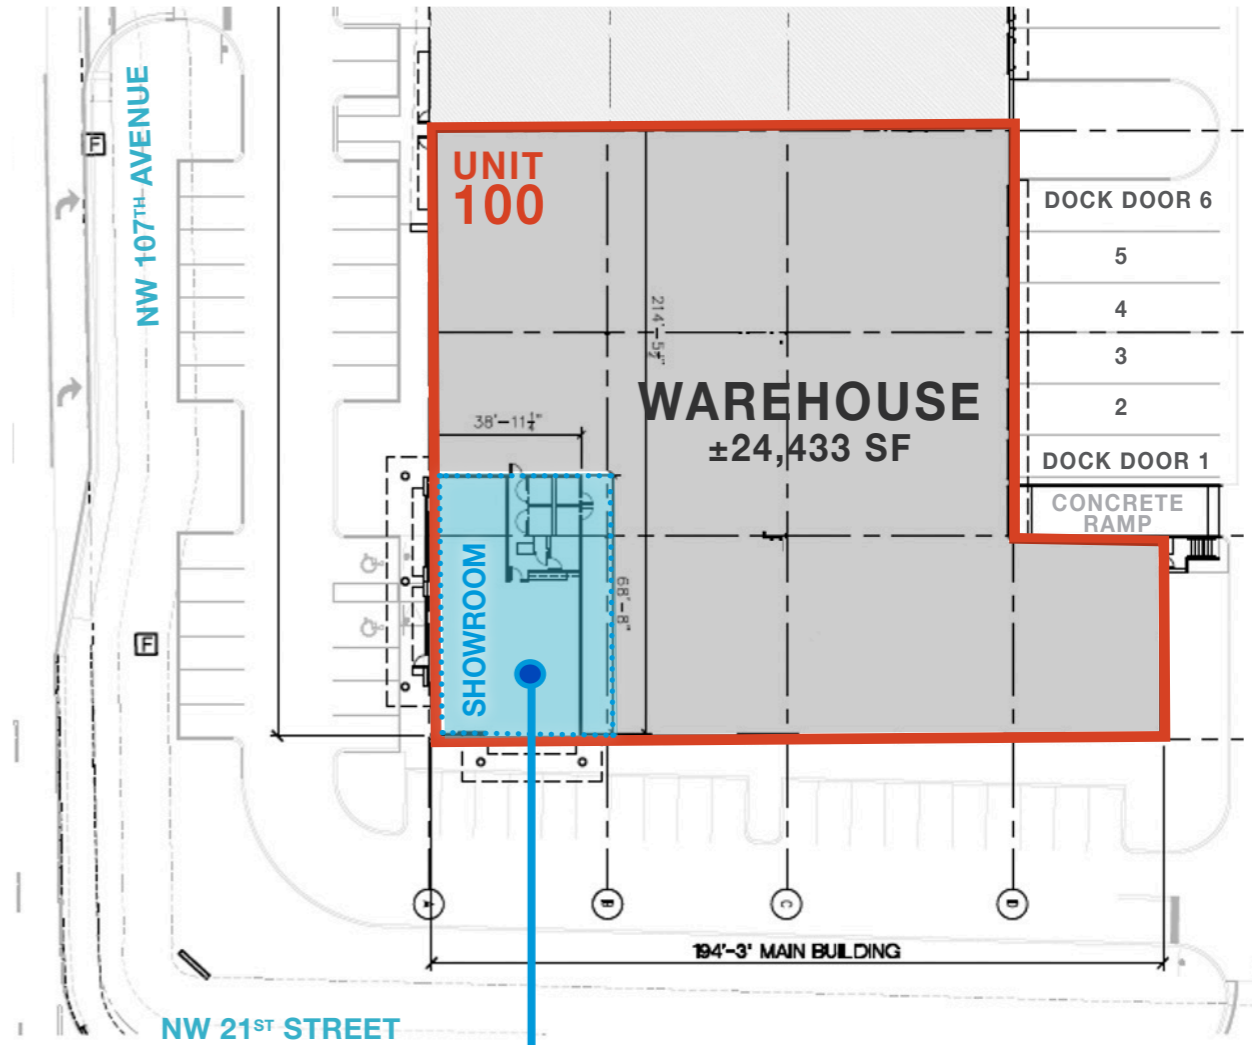 NW 107TH AVENUE
F
UNIT
100
DOCK DOOR 6
5
4
3
2
DOCK DOOR 1
CONCRETE
RAMP
214'-5½"
WAREHOUSE
±24,433 SF
38'-11¼"
SHOWROOM
68'-8"
F
A
B
C
D
194'-3" MAIN BUILDING
NW 21ST STREET